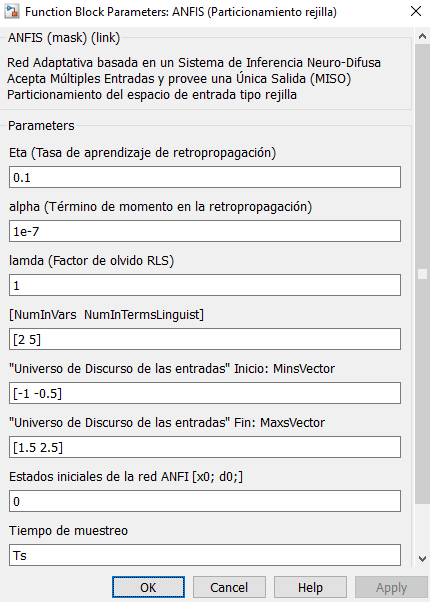 Function Block Parameters: ANFIS (Particionamiento rejilla)
ANFIS (mask) (link)
Red Adaptativa basada en un Sistema de Inferencia Neuro-Difusa
Acepta Múltiples Entradas y provee una Única Salida (MISO)
Particionamiento del espacio de entrada tipo rejilla
Parameters
Eta (Tasa de aprendizaje de retropropagación)
0.1
alpha (Término de momento en la retropropagación)
1e-7
lamda (Factor de olvido RLS)
1
[NumInVars NumInTermsLinguist]
[2 5]
"Universo de Discurso de las entradas" Inicio: MinsVector
[-1 -0.5]
"Universo de Discurso de las entradas" Fin: MaxsVector
[1.5 2.5]
Estados iniciales de la red ANFI [x0; d0;]
0
Tiempo de muestreo
Ts
OK Cancel Help Apply